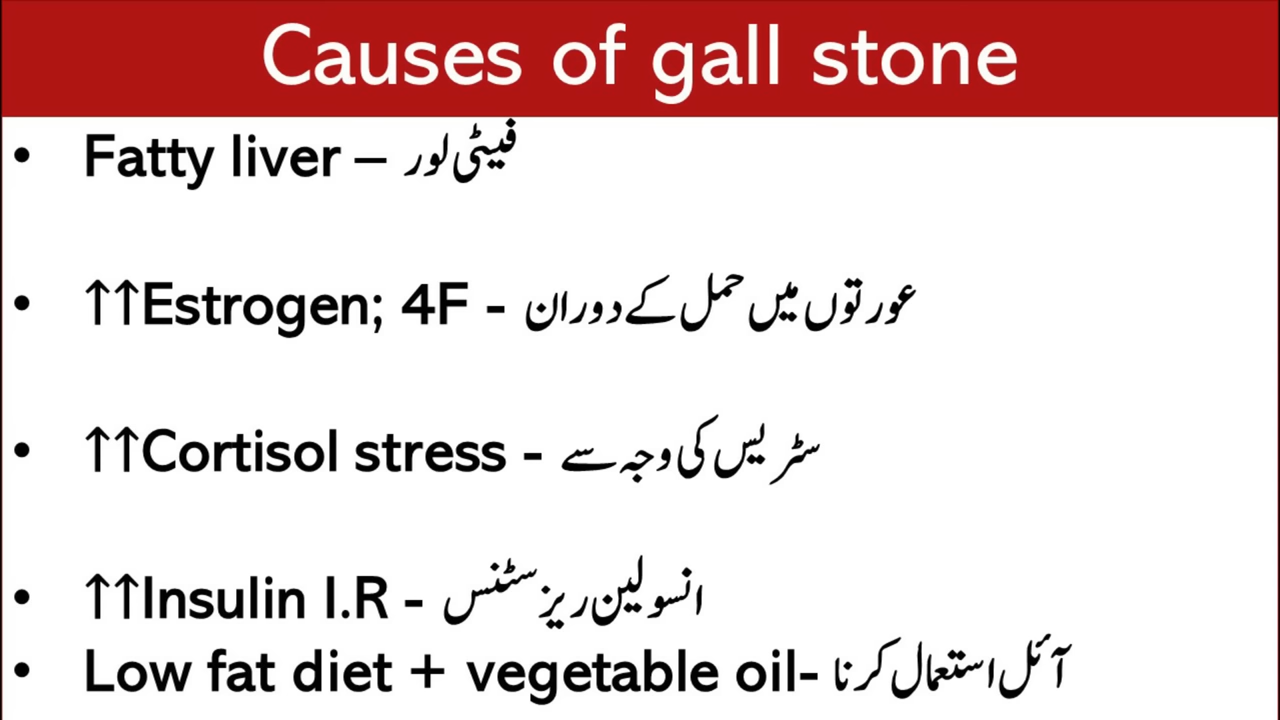 Causes of gall stone
• Fatty liver – فیٹی لور
• ↑↑Estrogen; 4F - عورتوں میں حمل کے دوران
• ↑↑Cortisol stress - سٹریس کی وجہ سے
• ↑↑Insulin I.R - انسولین ریزسٹنس
• Low fat diet + vegetable oil- آئل استعمال کرنا